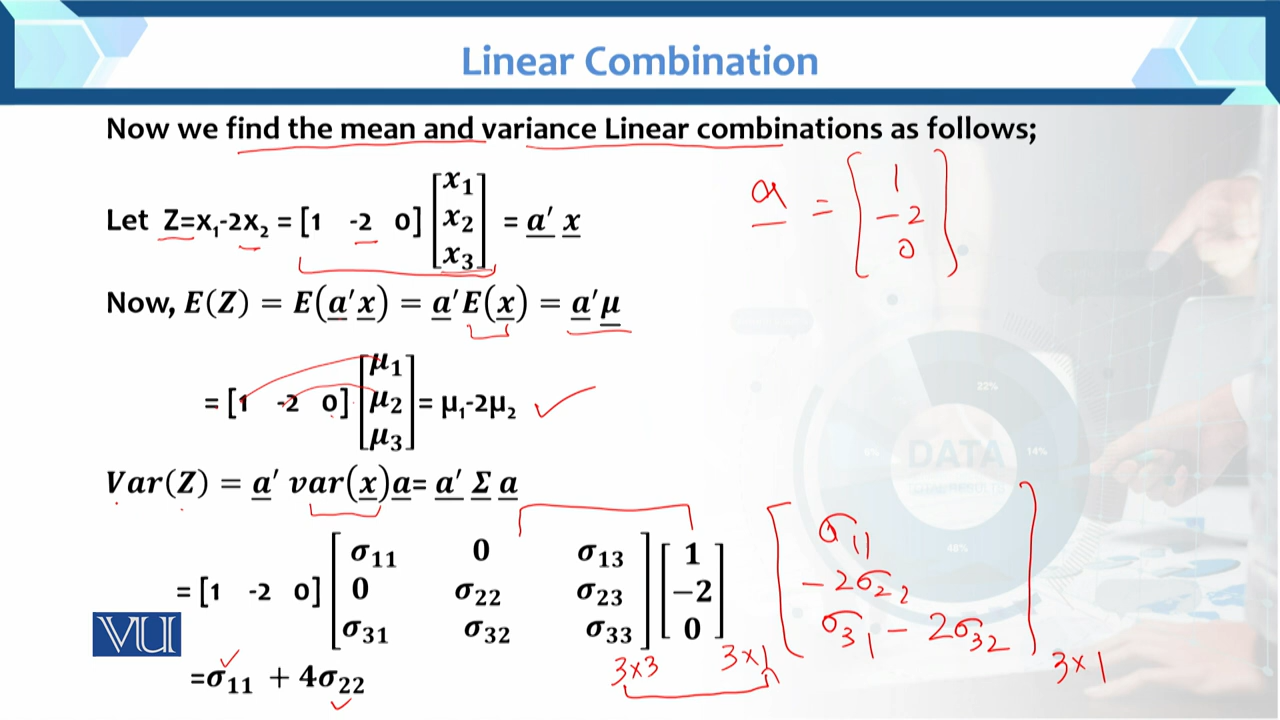 Linear Combination
Now we find the mean and variance Linear combinations as follows;
Let Z=x₁-2x₂ = [1 -2 0] [x₁ x₂ x₃] = a′ x
a = [1 -2 0]
Now, E(Z) = E(a′x) = a′E(x) = a′μ
= [1 -2 0] [μ₁ μ₂ μ₃] = μ₁-2μ₂
Var(Z) = a′ var(x)a= a′ Σ a
= [1 -2 0] [σ₁₁ 0 σ₁₃
0 σ₂₂ σ₂₃
σ₃₁ σ₃₂ σ₃₃] [1 −2 0]
[σ₁₁
-2σ₂₂
σ₃₁ - 2σ₃₂]
3×3 3×1 3×1
VU
=σ₁₁ + 4σ₂₂
DATA
22%
14%
48%